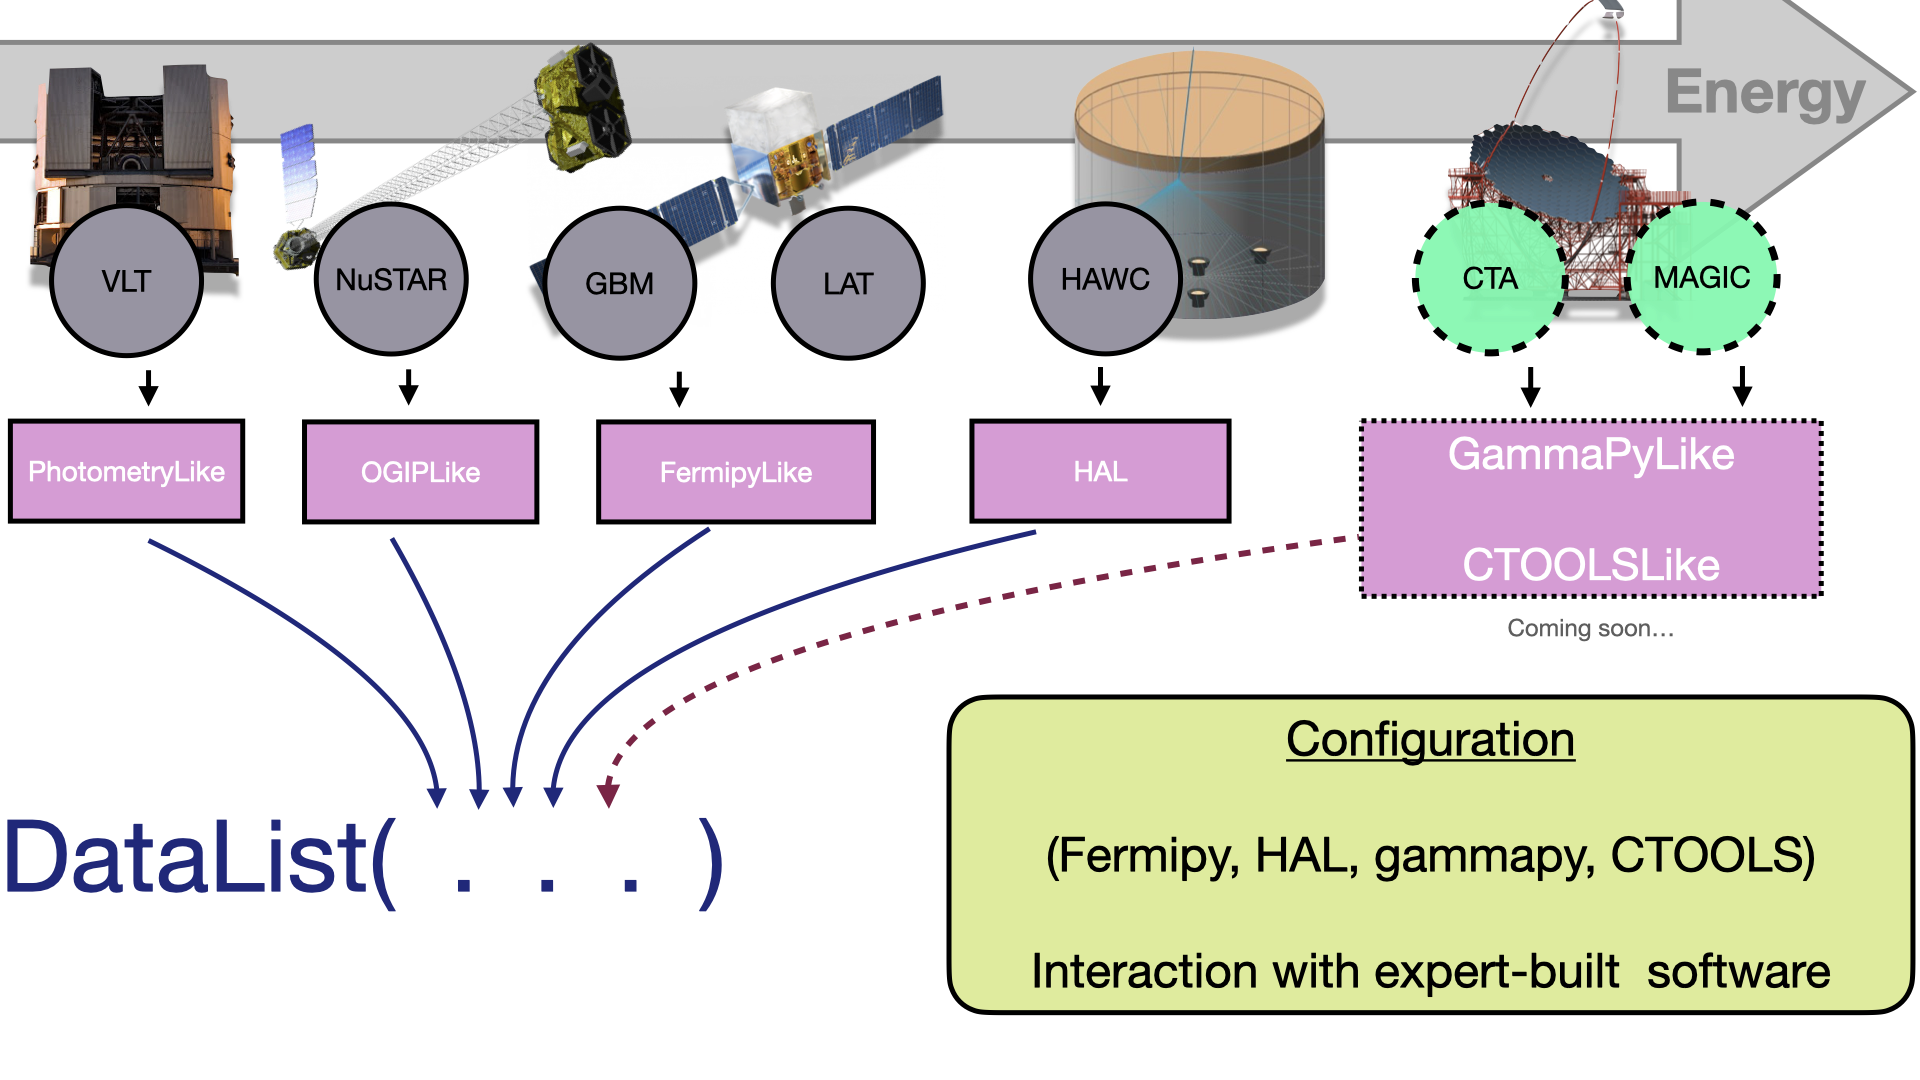 Energy
VLT
NuSTAR
GBM
LAT
HAWC
CTA
MAGIC
PhotometryLike
OGIPLike
FermipyLike
HAL
GammaPyLike
CTOOLSLike
Coming soon...
DataList( . . . )
Configuration
(Fermipy, HAL, gammapy, CTOOLS)
Interaction with expert-built software